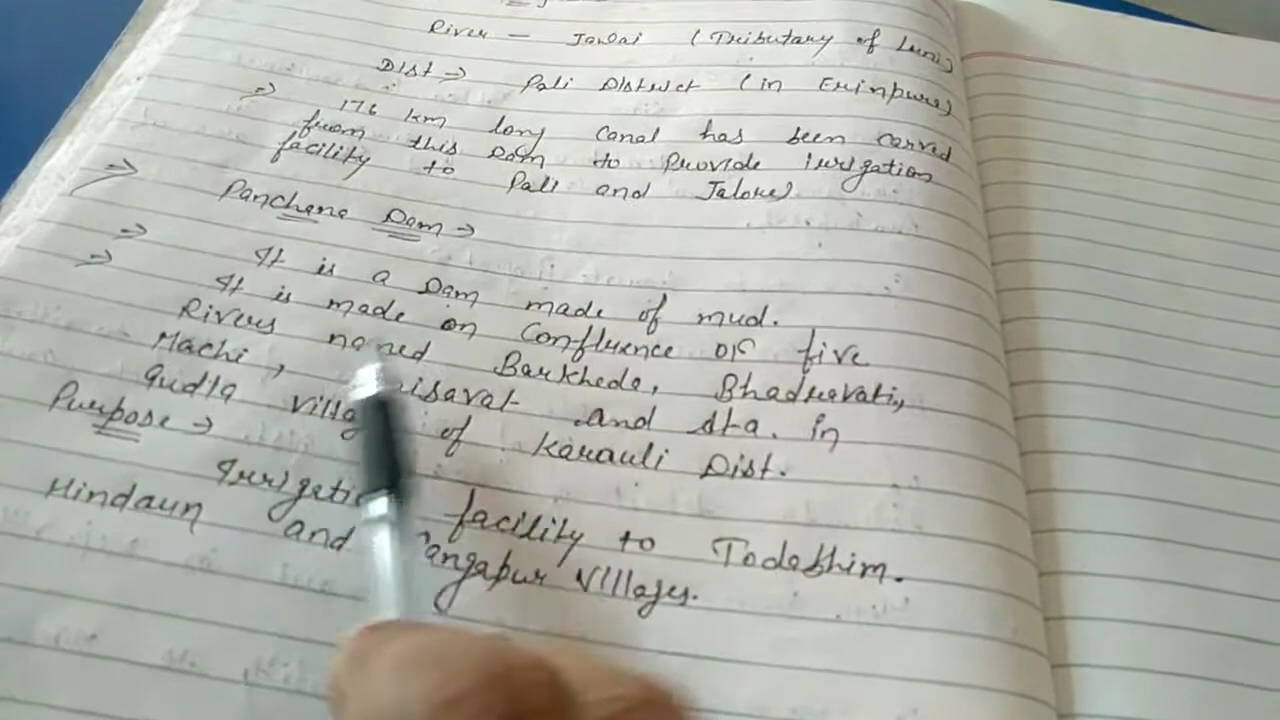 River - Jawai (Tributary of Luni)
Dist ⇒ Pali District (in Erinpura)
⇒ 176 km long canal has been carved
from this Dam to Provide irrigation
facility to Pali and Jalore)
⇒ Panchana Dam →
⇒ It is a Dam made of mud.
⇒ It is made on Confluence OF five
Rivers named Barkheda, Bhadravati,
Machi, and Ata. in
Gudla village of Karauli Dist.
Purpose →
Irrigation facility to Todabhim.
Hindaun and Gangapur Villages.